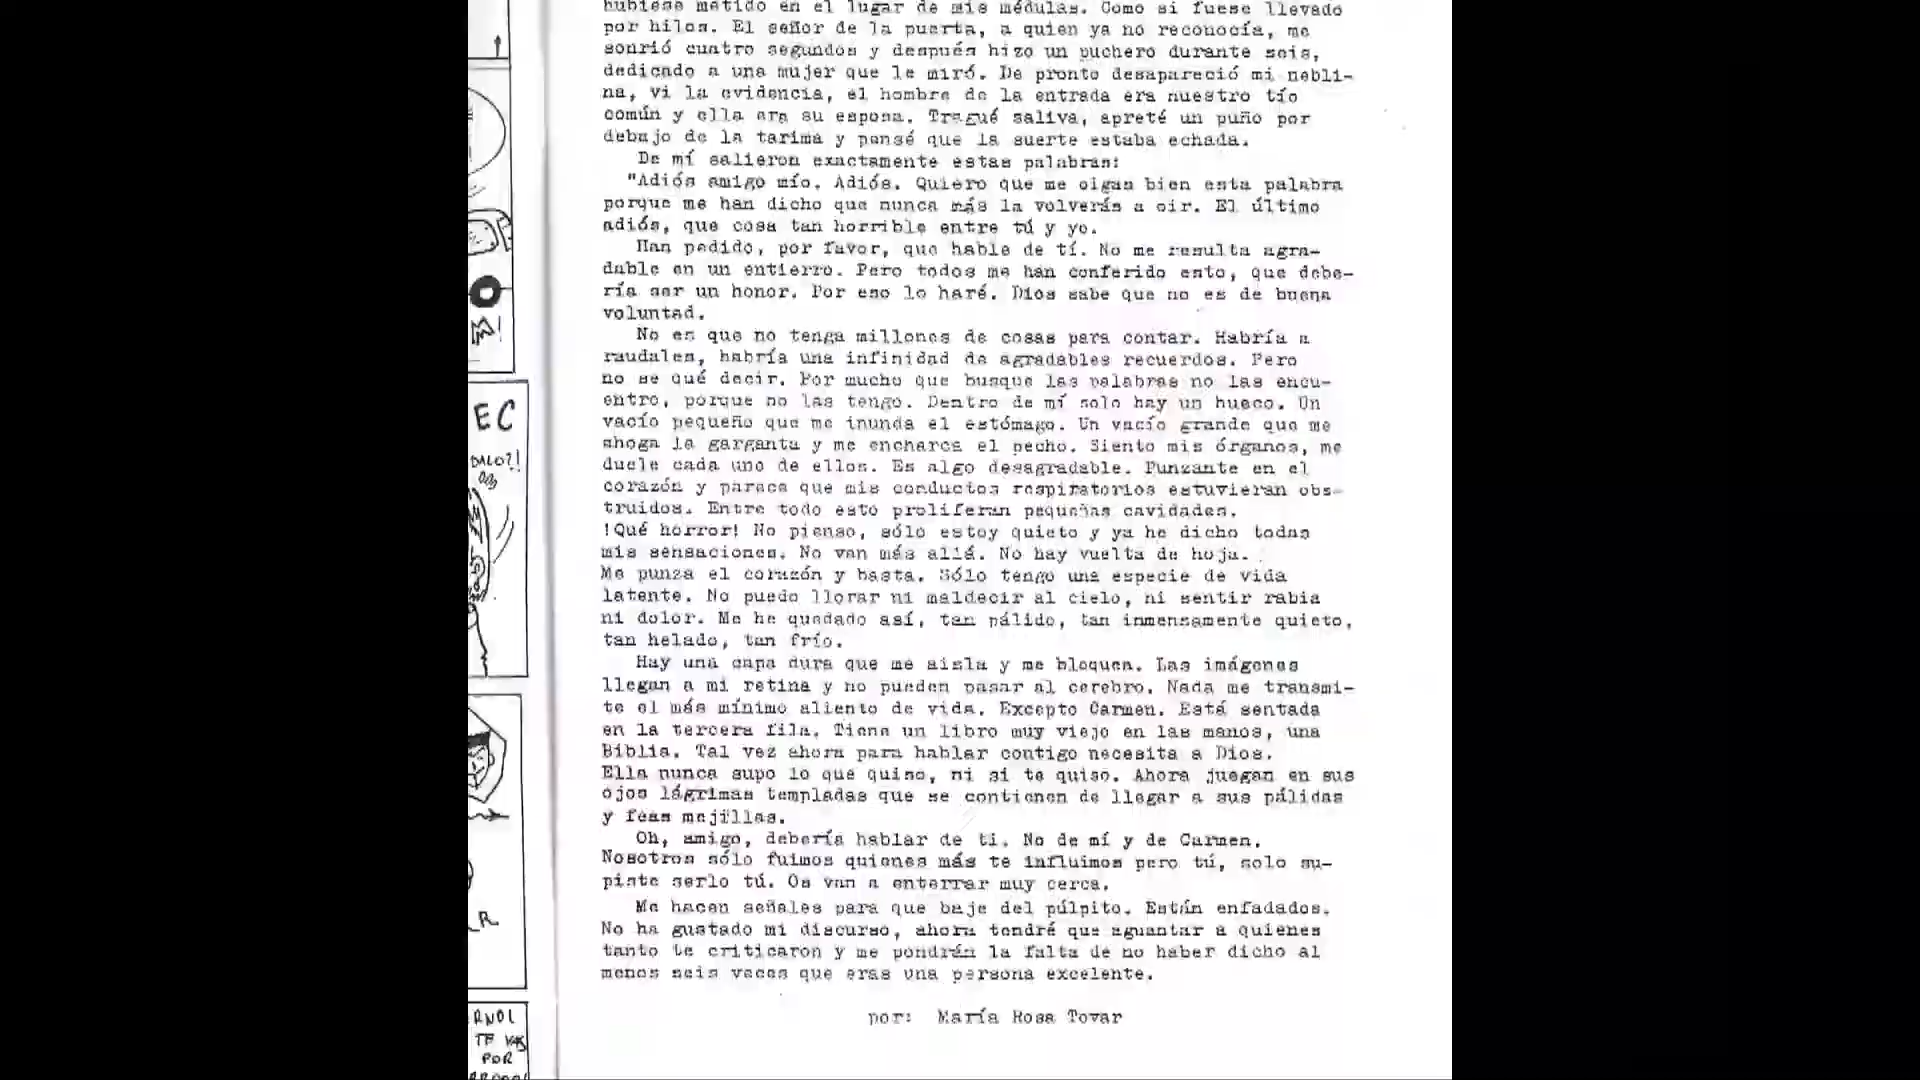 hubiese metido en el lugar de mis médulas. Como si fuese llevado
por hilos. El señor de la puerta, a quien ya no reconocía, me
sonrió cuatro segundos y después hizo un puchero durante seis,
dedicado a una mujer que le miró. De pronto desapareció mi nebli-
na, vi la evidencia, el hombre de la entrada era nuestro tío
común y ella era su esposa. Tragué saliva, apreté un puño por
debajo de la tarima y pensé que la suerte estaba echada.
De mí salieron exactamente estas palabras:
"Adiós amigo mío. Adiós. Quiero que me oigas bien esta palabra
porque me han dicho que nunca más la volverás a oir. El último
adiós, que cosa tan horrible entre tú y yo.
Han pedido, por favor, que hable de tí. No me resulta agra-
dable en un entierro. Pero todos me han conferido esto, que debe-
ría ser un honor. Por eso lo haré. Dios sabe que no es de buena
voluntad.
No es que no tenga millones de cosas para contar. Habría a
raudales, habría una infinidad de agradables recuerdos. Pero
no se qué decir. Por mucho que busque las palabras no las encu-
entro, porque no las tengo. Dentro de mí solo hay un hueco. Un
vacío pequeño que me inunda el estómago. Un vacío grande que me
ahoga la garganta y me encharca el pecho. Siento mis órganos, me
duele cada uno de ellos. Es algo desagradable. Punzante en el
corazón y parece que mis conductos respiratorios estuvieran obs-
truidos. Entre todo esto proliferan pequeñas cavidades.
!Qué horror! No pienso, sólo estoy quieto y ya he dicho todas
mis sensaciones. No van más allá. No hay vuelta de hoja.
Me punza el corazón y basta. Sólo tengo una especie de vida
latente. No puedo llorar ni maldecir al cielo, ni sentir rabia
ni dolor. Me he quedado así, tan pálido, tan inmensamente quieto,
tan helado, tan frío.
Hay una capa dura que me aisla y me bloquea. Las imágenes
llegan a mi retina y no pueden pasar al cerebro. Nada me transmi-
te el más mínimo aliento de vida. Excepto Carmen. Está sentada
en la tercera fila. Tiene un libro muy viejo en las manos, una
Biblia. Tal vez ahora para hablar contigo necesita a Dios.
Ella nunca supo lo que quiso, ni si te quiso. Ahora juegan en sus
ojos lágrimas templadas que se contienen de llegar a sus pálidas
y feas mejillas.
Oh, amigo, debería hablar de ti. No de mí y de Carmen.
Nosotros sólo fuimos quienes más te influimos pero tú, solo su-
piste serlo tú. Os van a enterrar muy cerca.
Me hacen señales para que baje del púlpito. Están enfadados.
No ha gustado mi discurso, ahora tendré que aguantar a quienes
tanto te criticaron y me pondrán la falta de no haber dicho al
menos seis veces que eras una persona excelente.
por: María Rosa Tovar
EC
TE VAS
POR